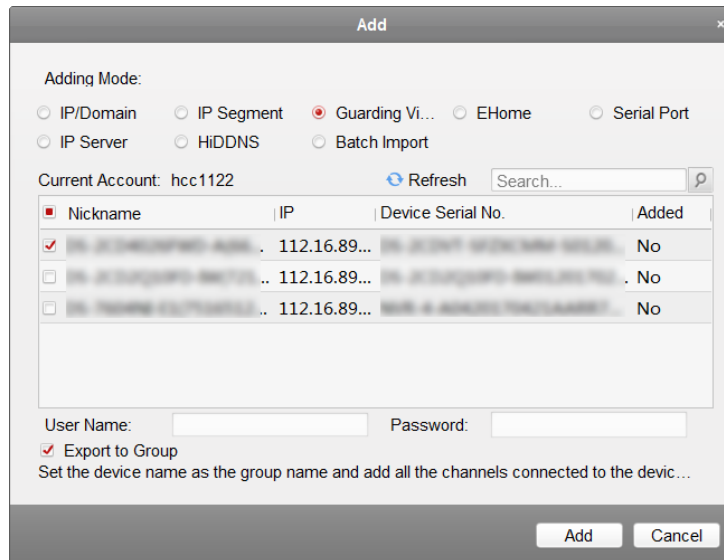 Add
×
Adding Mode:
IP/Domain IP Segment Guarding Vi... EHome Serial Port
IP Server HiDDNS Batch Import
Current Account: hcc1122 Refresh Search...
Nickname IP Device Serial No. Added
.. 112.16.89... No
.. 112.16.89... . No
.. 112.16.89... No
User Name: Password:
Export to Group
Set the device name as the group name and add all the channels connected to the devic...
Add Cancel